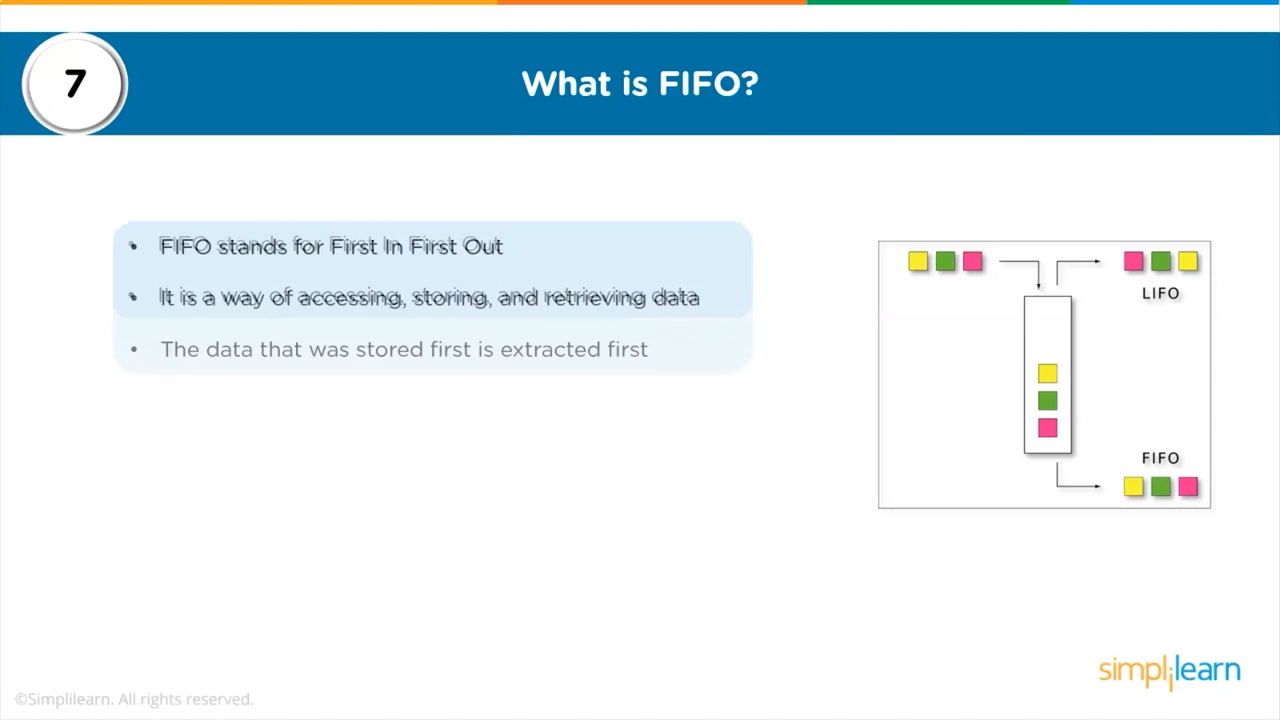 7
What is FIFO?
• FIFO stands for First In First Out
• It is a way of accessing, storing, and retrieving data
• The data that was stored first is extracted first
LIFO
FIFO
simplilearn
©Simplilearn. All rights reserved.